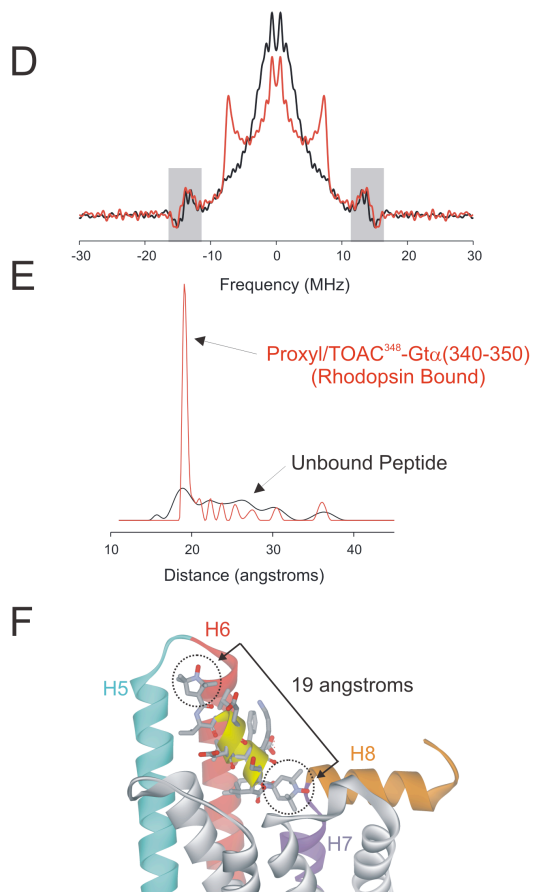 D
-30 -20 -10 0 10 20 30
Frequency (MHz)
E
Proxyl/TOAC³⁴⁸-Gtα(340-350)
(Rhodopsin Bound)
Unbound Peptide
10 20 30 40
Distance (angstroms)
F
H6
H5
19 angstroms
H8
H7